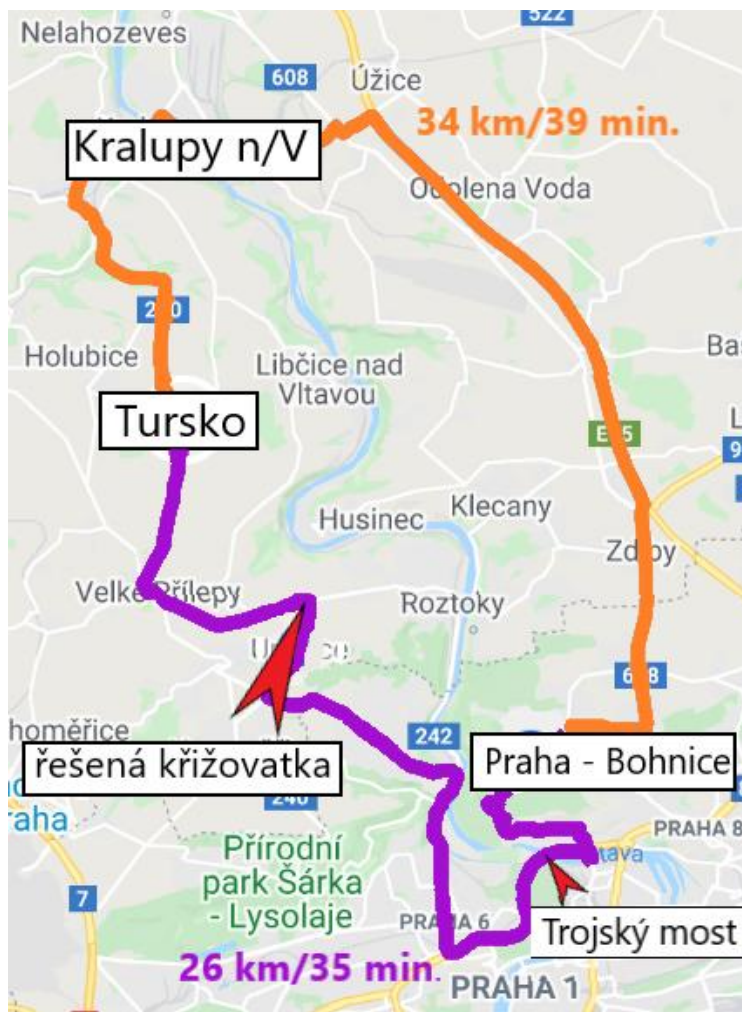 522
Nelahozeves
608
Úžice
34 km/39 min.
Kralupy n/V
Odolena Voda
Holubice
Libčice nad
Vltavou
Tursko
Husinec
Klecany
Zdiby
Velké Přílepy
Roztoky
242
řešená křižovatka
Praha - Bohnice
raha
Přírodní
park Šárka
- Lysolaje
PRAHA 8
7
PRAHA 6
Trojský most
26 km/35 min.
PRAHA 1